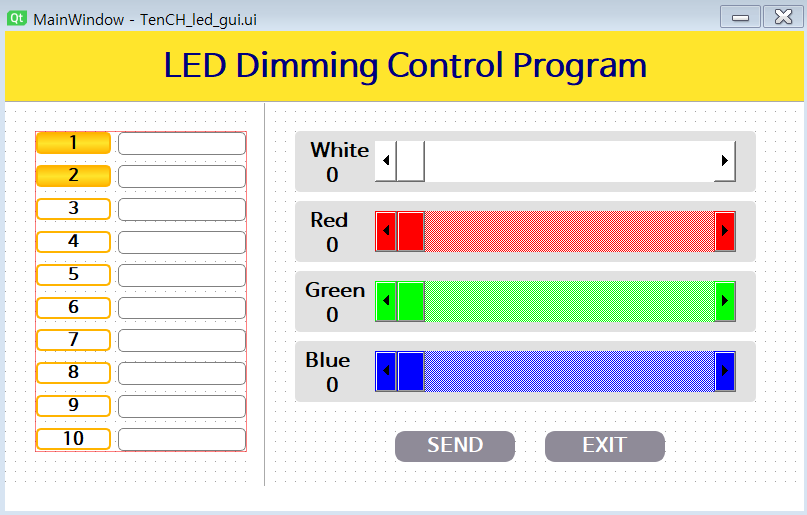 Qt MainWindow - TenCH_led_gui.ui
LED Dimming Control Program
1
2
3
4
5
6
7
8
9
10
White
0
Red
0
Green
0
Blue
0
SEND EXIT